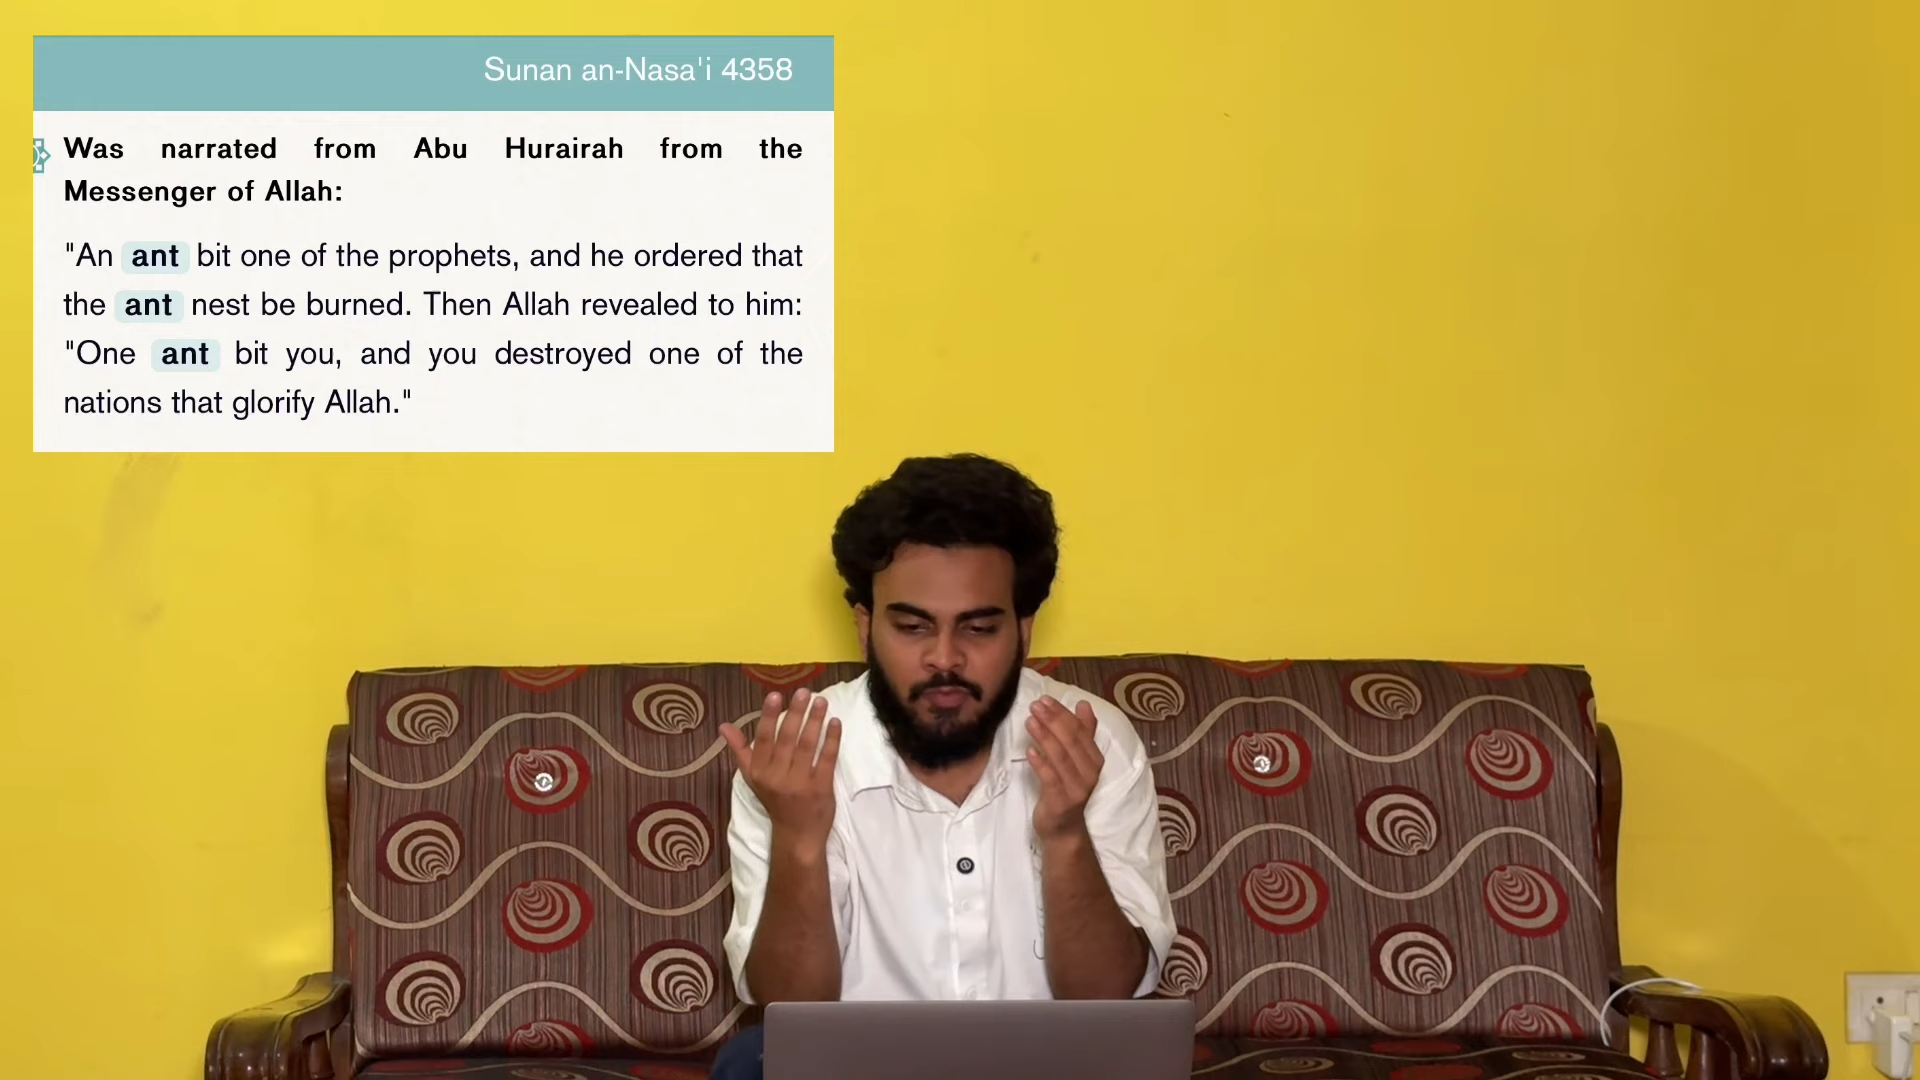 Sunan an-Nasa'i 4358
Was narrated from Abu Hurairah from the
Messenger of Allah:
"An ant bit one of the prophets, and he ordered that
the ant nest be burned. Then Allah revealed to him:
"One ant bit you, and you destroyed one of the
nations that glorify Allah."